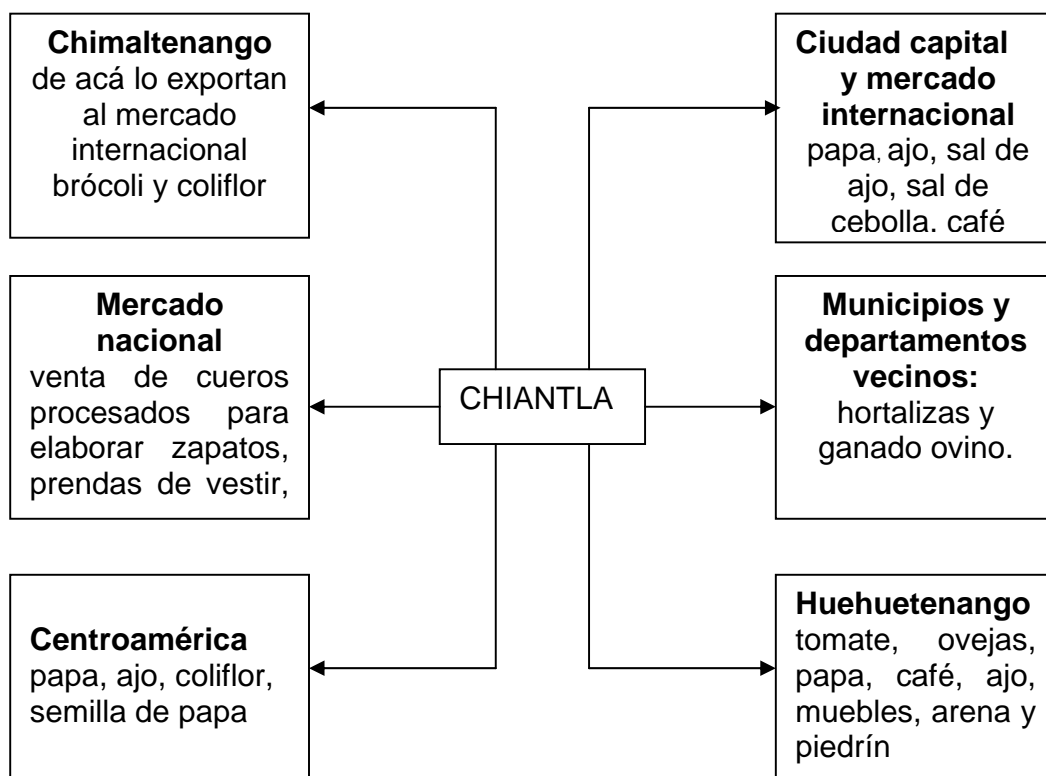 Chimaltenango
de acá lo exportan
al mercado
internacional
brócoli y coliflor
Ciudad capital
y mercado
internacional
papa, ajo, sal de
ajo, sal de
cebolla. café
Mercado
nacional
venta de cueros
procesados para
elaborar zapatos,
prendas de vestir,
CHIANTLA
Municipios y
departamentos
vecinos:
hortalizas y
ganado ovino.
Centroamérica
papa, ajo, coliflor,
semilla de papa
Huehuetenango
tomate, ovejas,
papa, café, ajo,
muebles, arena y
piedrín